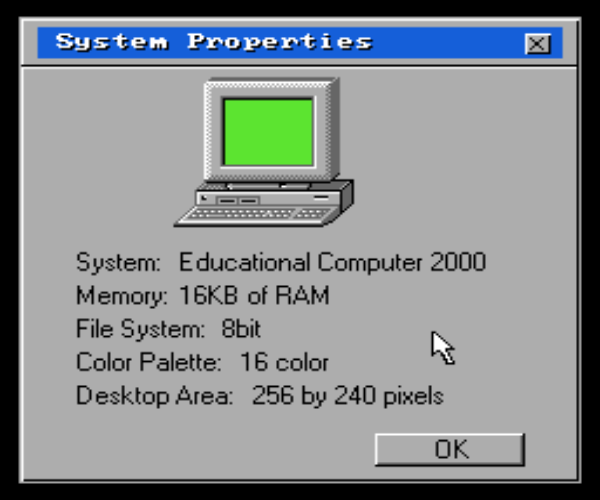 System Properties
System: Educational Computer 2000
Memory: 16KB of RAM
File System: 8bit
Color Palette: 16 color
Desktop Area: 256 by 240 pixels
OK